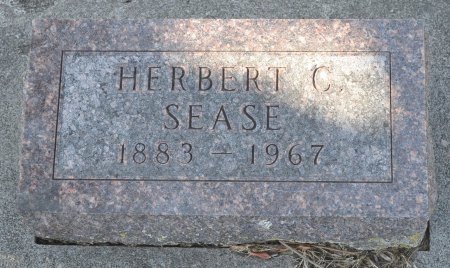 HERBERT C.
SEASE
1883 – 1967